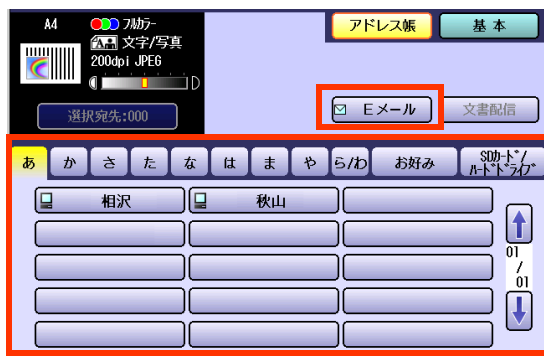 A4 フルカラー アドレス帳 基本
文字/写真
200dpi JPEG
D
選択宛先:000 Eメール 文書配信
あ か さ た な は ま や ら/わ お好み SDカード/ハードドライブ
相沢 秋山
01
/
01